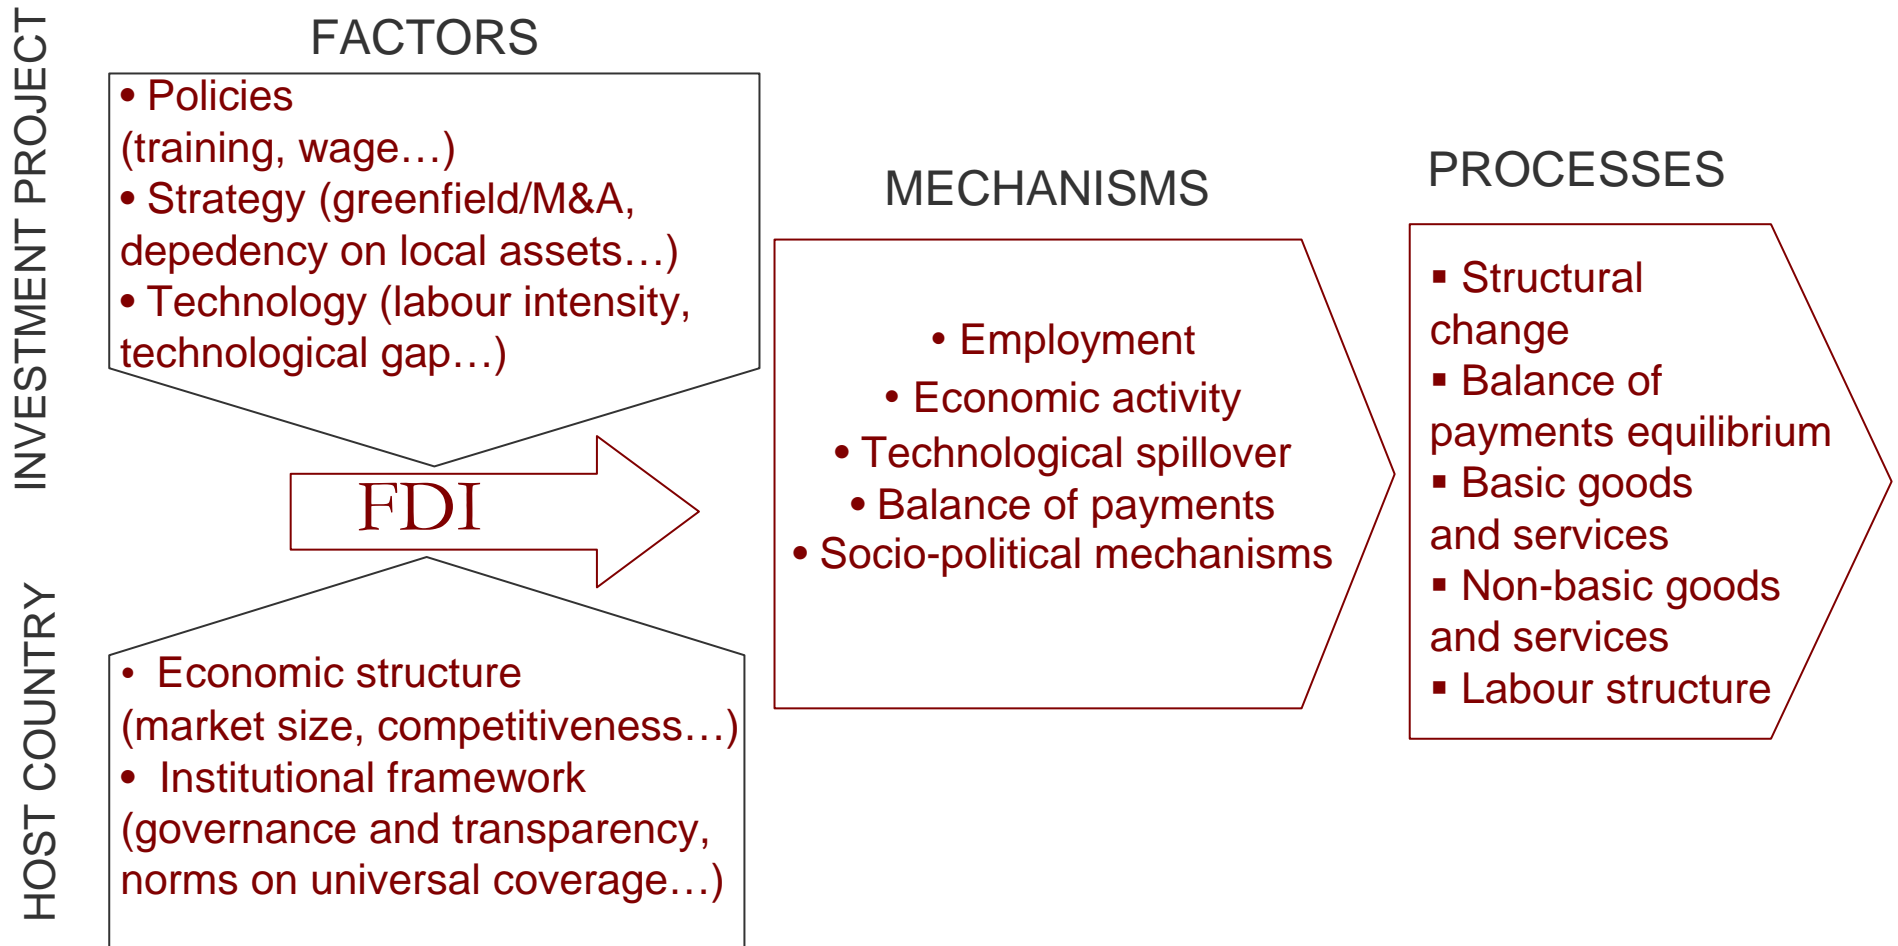 INVESTMENT PROJECT
FACTORS
• Policies
(training, wage…)
• Strategy (greenfield/M&A,
depedency on local assets…)
• Technology (labour intensity,
technological gap…)
FDI
HOST COUNTRY
• Economic structure
(market size, competitiveness…)
• Institutional framework
(governance and transparency,
norms on universal coverage…)
MECHANISMS
• Employment
• Economic activity
• Technological spillover
• Balance of payments
• Socio-political mechanisms
PROCESSES
▪ Structural
change
▪ Balance of
payments equilibrium
▪ Basic goods
and services
▪ Non-basic goods
and services
▪ Labour structure